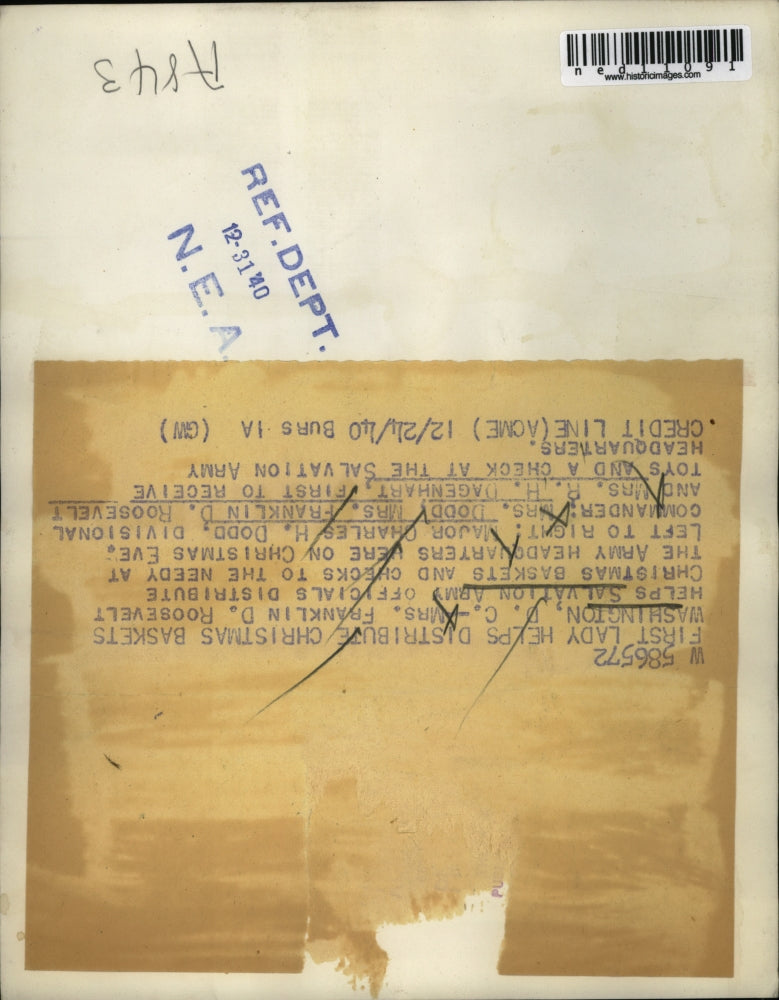 ned11091
www.historicimages.com
A843
REF. DEPT.
12-31'40
N.E.A.
W 586572
FIRST LADY HELPS DISTRIBUTE CHRISTMAS BASKETS
WASHINGTON, D. C.--MRS. FRANKLIN D. ROOSEVELT
HELPS SALVATION ARMY OFFICIALS DISTRIBUTE
CHRISTMAS BASKETS AND CHECKS TO THE NEEDY AT
THE ARMY HEADQUARTERS HERE ON CHRISTMAS EVE.
LEFT TO RIGHT: MAJOR CHARLES H. DODD, DIVISIONAL
COMMANDER; MRS. DODD, MRS. FRANKLIN D. ROOSEVELT
AND MRS. R. H. DAGENHART, FIRST TO RECEIVE
TOYS AND A CHECK AT THE SALVATION ARMY
HEADQUARTERS.
CREDIT LINE (ACME) 12/24/40 BURS 1A (GW)
PU